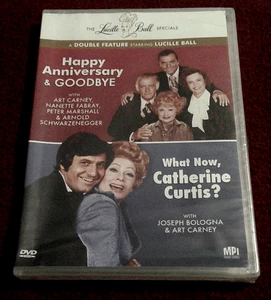 THE Lucille Ball SPECIALS
A DOUBLE FEATURE STARRING LUCILLE BALL
Happy
Anniversary
& GOODBYE
WITH
ART CARNEY,
NANETTE FABRAY,
PETER MARSHALL
& ARNOLD
SCHWARZENEGGER
What Now,
Catherine
Curtis?
WITH
JOSEPH BOLOGNA
& ART CARNEY
DVD
MPI